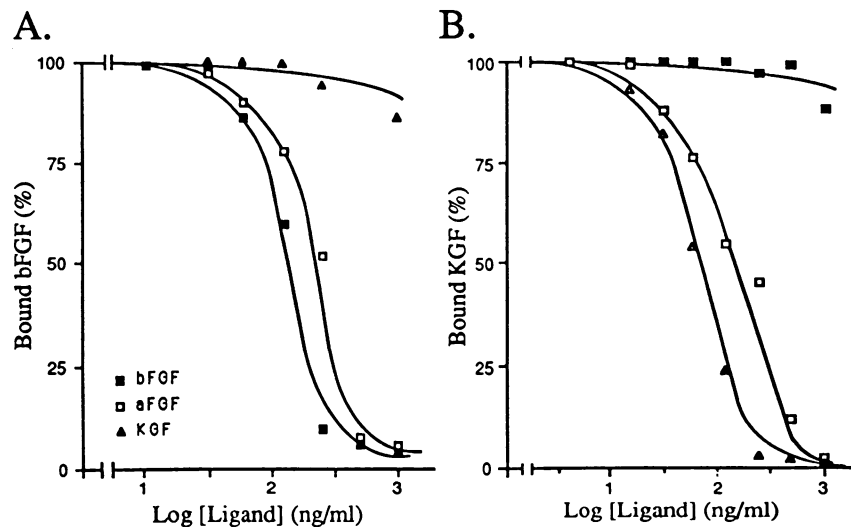 A.
100
75
50
25
0
Bound bFGF (%)
bFGF
aFGF
KGF
1
2
3
Log [Ligand] (ng/ml)
B.
100
75
50
25
0
Bound KGF (%)
1
2
3
Log [Ligand] (ng/ml)